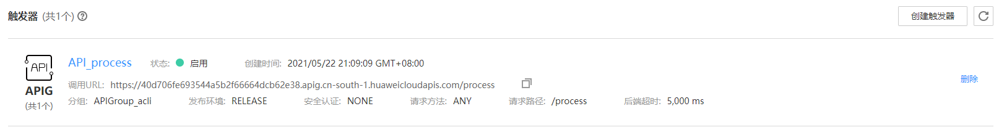 触发器 (共1个) ?
创建触发器
API
APIG
(共1个)
API_process 状态: 启用 创建时间: 2021/05/22 21:09:09 GMT+08:00
调用URL: https://40d706fe693544a5b2f66664dcb62e38.apig.cn-south-1.huaweicloudapis.com/process
分组: APIGroup_acli 发布环境: RELEASE 安全认证: NONE 请求方法: ANY 请求路径: /process 后端超时: 5,000 ms
删除